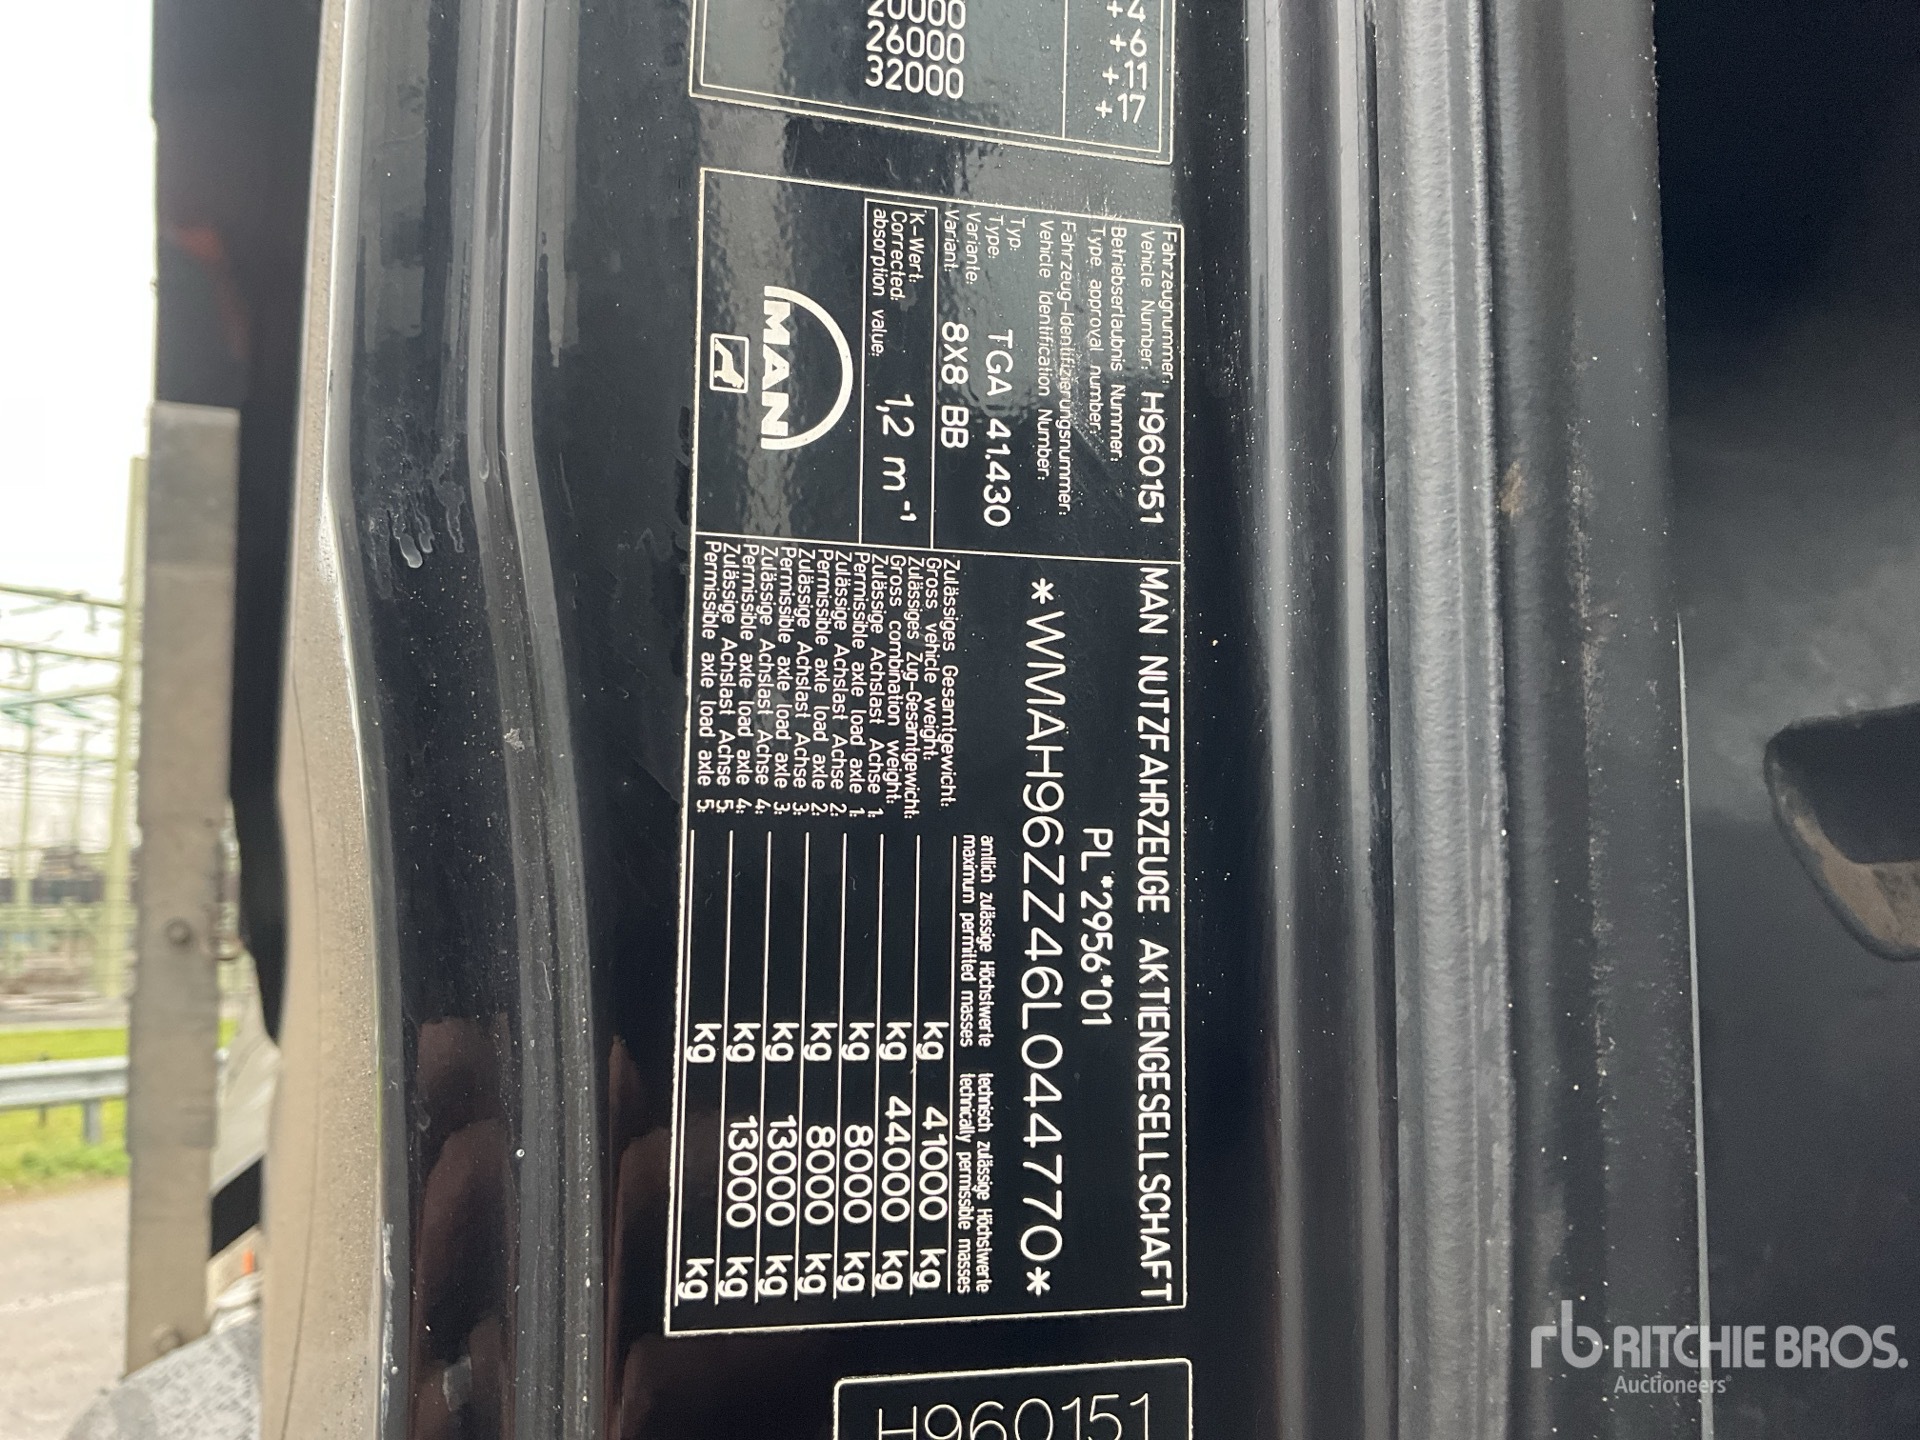 20000
26000
32000
+4
+6
+11
+17
Fahrzeugnummer:
Vehicle Number: H960151
Betriebserlaubnis Nummer:
Type approval number:
Fahrzeug-Identifizierungsnummer:
Vehicle Identification Number:
Typ:
Type: TGA 41.430
Variante:
Variant: 8X8 BB
K-Wert:
Corrected
absorption value: 1,2 m⁻¹
MAN
MAN NUTZFAHRZEUGE AKTIENGESELLSCHAFT
PL*2956*01
*WMAH96ZZ46L044770*
amtlich zulässige Höchstwerte technisch zulässige Höchstwerte
maximum permitted masses technically permissible masses
Zulässiges Gesamtgewicht:
Gross vehicle weight: kg 41000 kg
Zulässiges Zug-Gesamtgewicht:
Gross combination weight: kg 44000 kg
Zulässige Achslast Achse 1:
Permissible axle load axle 1: kg 8000 kg
Zulässige Achslast Achse 2:
Permissible axle load axle 2: kg 8000 kg
Zulässige Achslast Achse 3:
Permissible axle load axle 3: kg 13000 kg
Zulässige Achslast Achse 4:
Permissible axle load axle 4: kg 13000 kg
Zulässige Achslast Achse 5:
Permissible axle load axle 5: kg kg
H960151
rb RITCHIE BROS.
Auctioneers